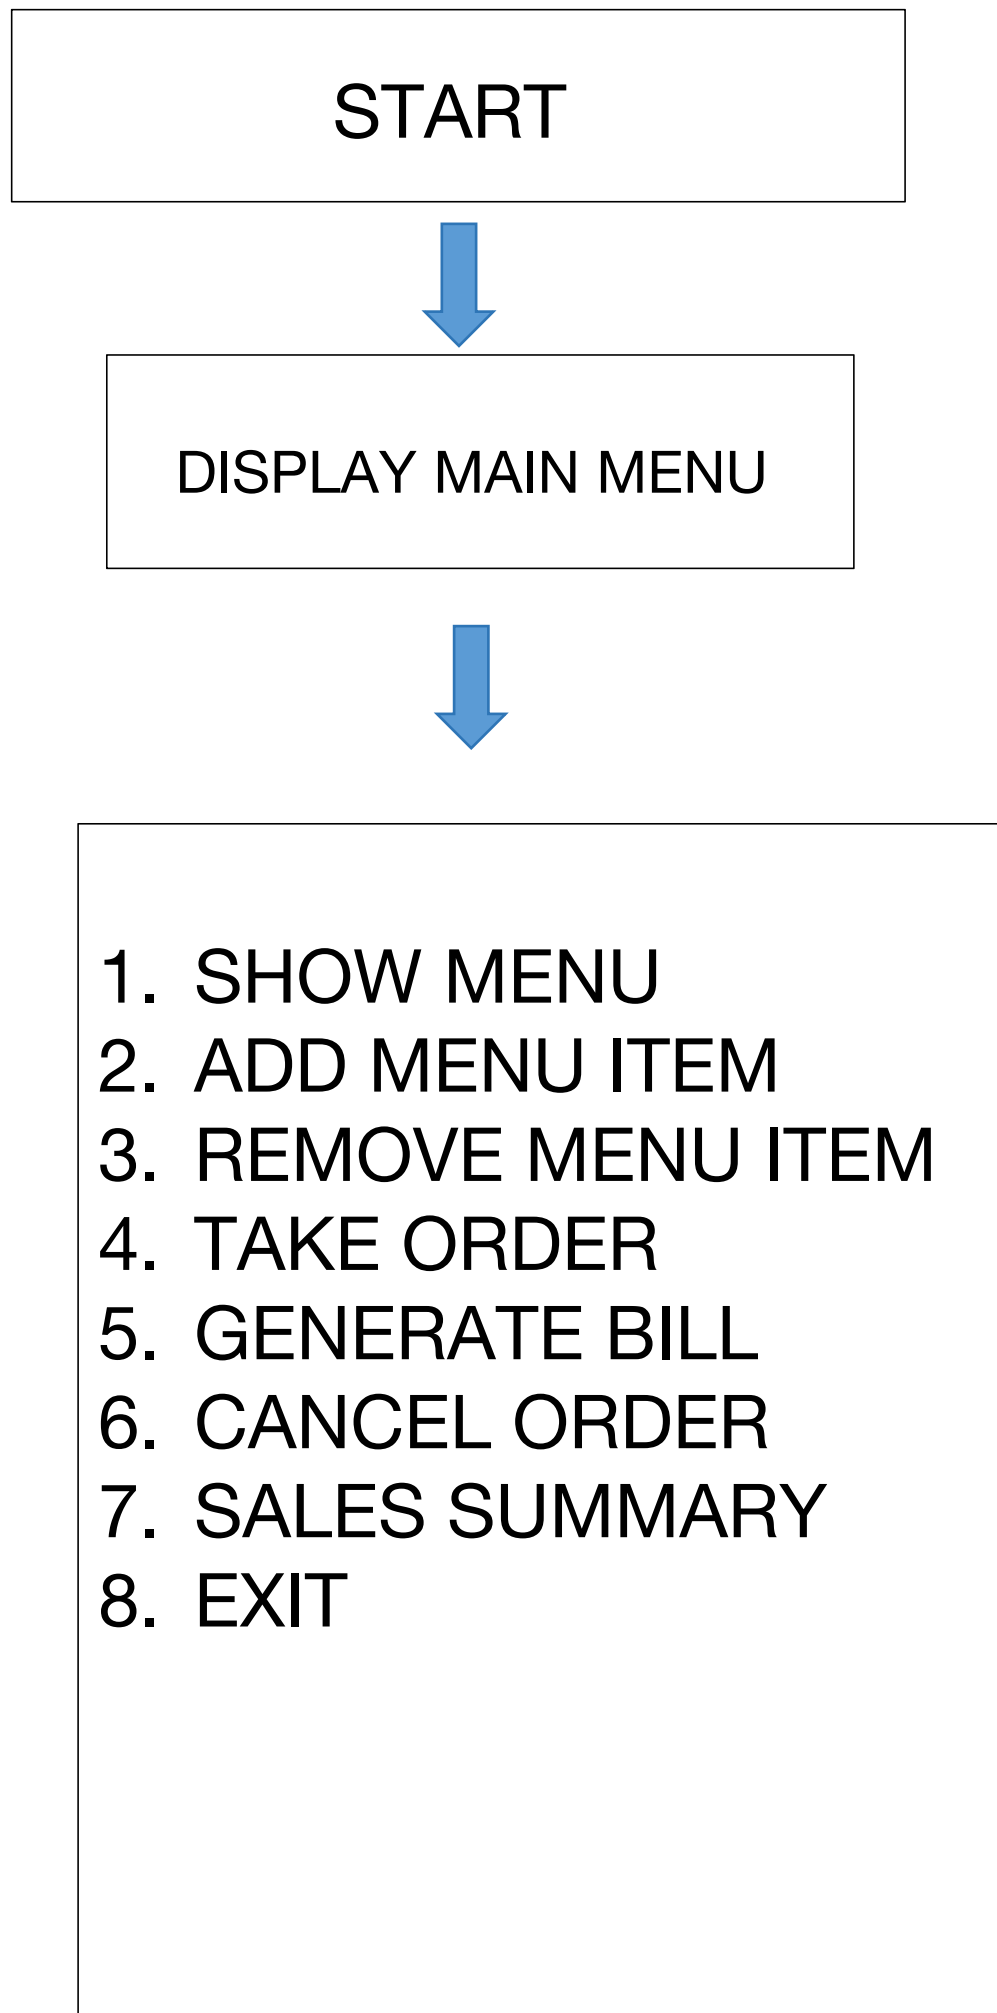 START
DISPLAY MAIN MENU
1. SHOW MENU
2. ADD MENU ITEM
3. REMOVE MENU ITEM
4. TAKE ORDER
5. GENERATE BILL
6. CANCEL ORDER
7. SALES SUMMARY
8. EXIT